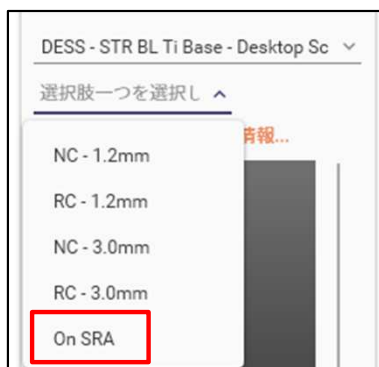 DESS - STR BL Ti Base - Desktop Sc
選択肢一つを選択し
情報...
NC - 1.2mm
RC - 1.2mm
NC - 3.0mm
RC - 3.0mm
On SRA